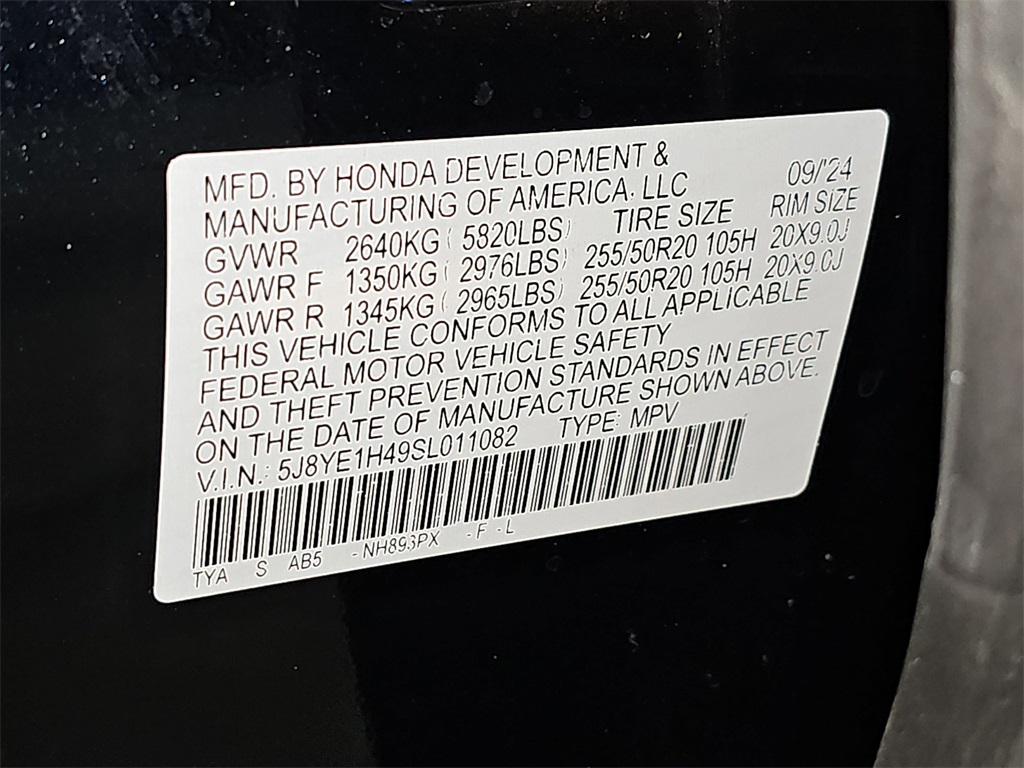 MFD. BY HONDA DEVELOPMENT & 09/'24
MANUFACTURING OF AMERICA, LLC RIM SIZE
GVWR 2640KG ( 5820LBS) TIRE SIZE
GAWR F 1350KG ( 2976LBS) 255/50R20 105H 20X9.0J
GAWR R 1345KG ( 2965LBS) 255/50R20 105H 20X9.0J
THIS VEHICLE CONFORMS TO ALL APPLICABLE
FEDERAL MOTOR VEHICLE SAFETY
AND THEFT PREVENTION STANDARDS IN EFFECT
ON THE DATE OF MANUFACTURE SHOWN ABOVE.
V.I.N.: 5J8YE1H49SL011082 TYPE: MPV
TYA S AB5 -NH893PX -F -L